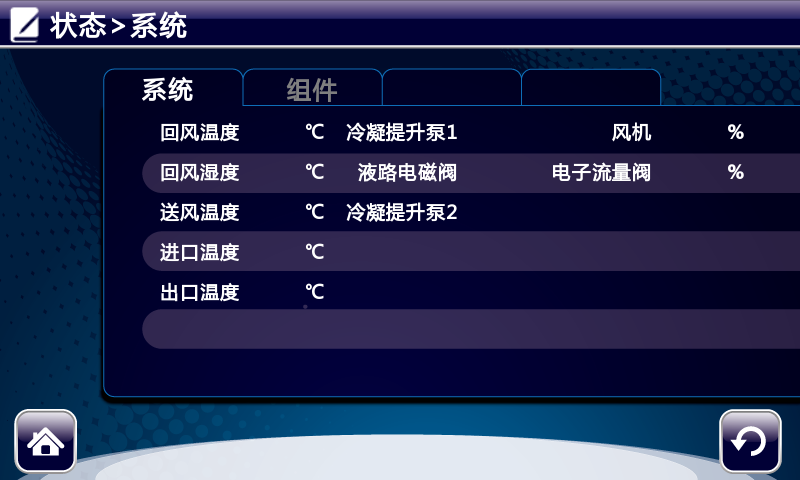 状态>系统
系统 组件
回风温度 ℃ 冷凝提升泵1 风机 %
回风湿度 ℃ 液路电磁阀 电子流量阀 %
送风温度 ℃ 冷凝提升泵2
进口温度 ℃
出口温度 ℃